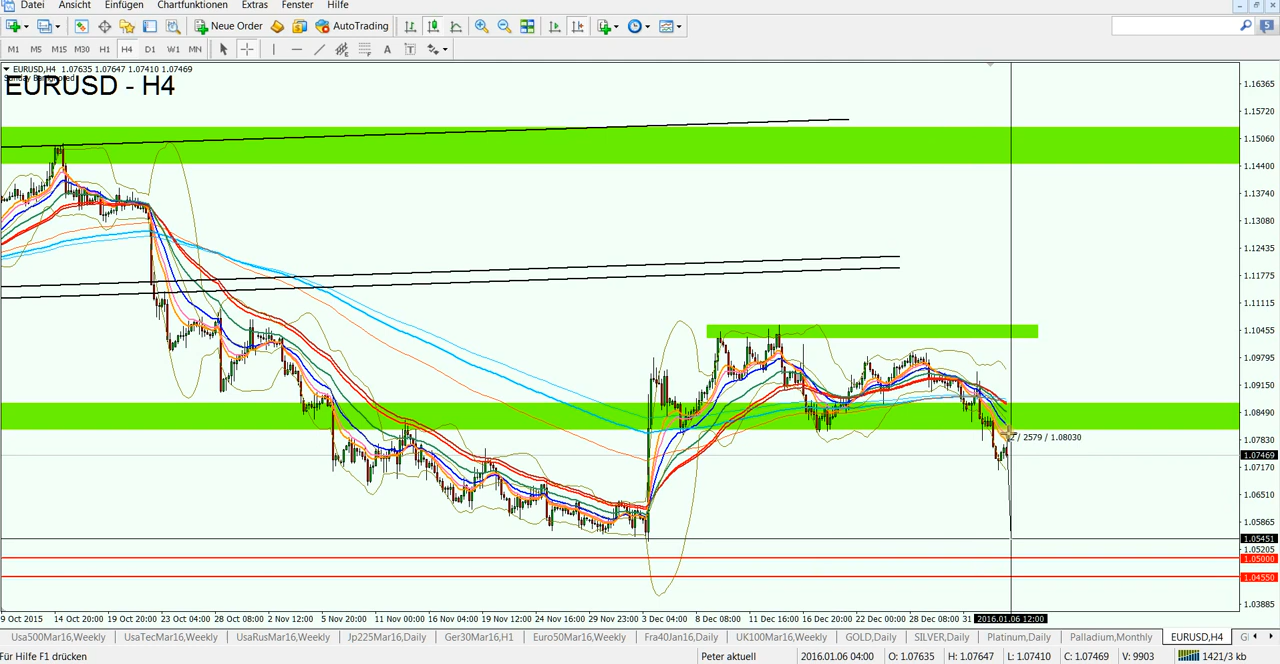 Datei Ansicht Einfügen Chartfunktionen Extras Fenster Hilfe
Neue Order AutoTrading 5
M1 M5 M15 M30 H1 H4 D1 W1 MN A T
EURUSD,H4 1.07635 1.07647 1.07410 1.07469
EURUSD - H4
1.16365
1.15720
1.15060
1.14400
1.13740
1.13080
1.12435
1.11775
1.11115
1.10455
1.09795
1.09150
1.08490
1.07830
/ 2579 / 1.08030
1.07469
1.07170
1.06510
1.05865
1.05451
1.05205
1.05000
1.04550
1.03885
9 Oct 2015 14 Oct 20:00 19 Oct 20:00 23 Oct 04:00 28 Oct 20:00 2 Nov 12:00 5 Nov 20:00 11 Nov 04:00 16 Nov 04:00 19 Nov 12:00 24 Nov 16:00 29 Nov 23:00 3 Dec 04:00 8 Dec 08:00 11 Dec 16:00 16 Dec 20:00 22 Dec 00:00 28 Dec 08:00 31 2016.01.06 12:00
Usa500Mar16,Weekly UsaTecMar16,Weekly UsaRusMar16,Weekly Jp225Mar16,Daily Ger30Mar16,H1 Euro50Mar16,Weekly Fra40Jan16,Daily UK100Mar16,Weekly GOLD,Daily SILVER,Daily Platinum,Daily Palladium,Monthly EURUSD,H4
Für Hilfe F1 drücken Peter aktuell 2016.01.06 04:00 O: 1.07635 H: 1.07647 L: 1.07410 C: 1.07469 V: 9903 1421/3 kb